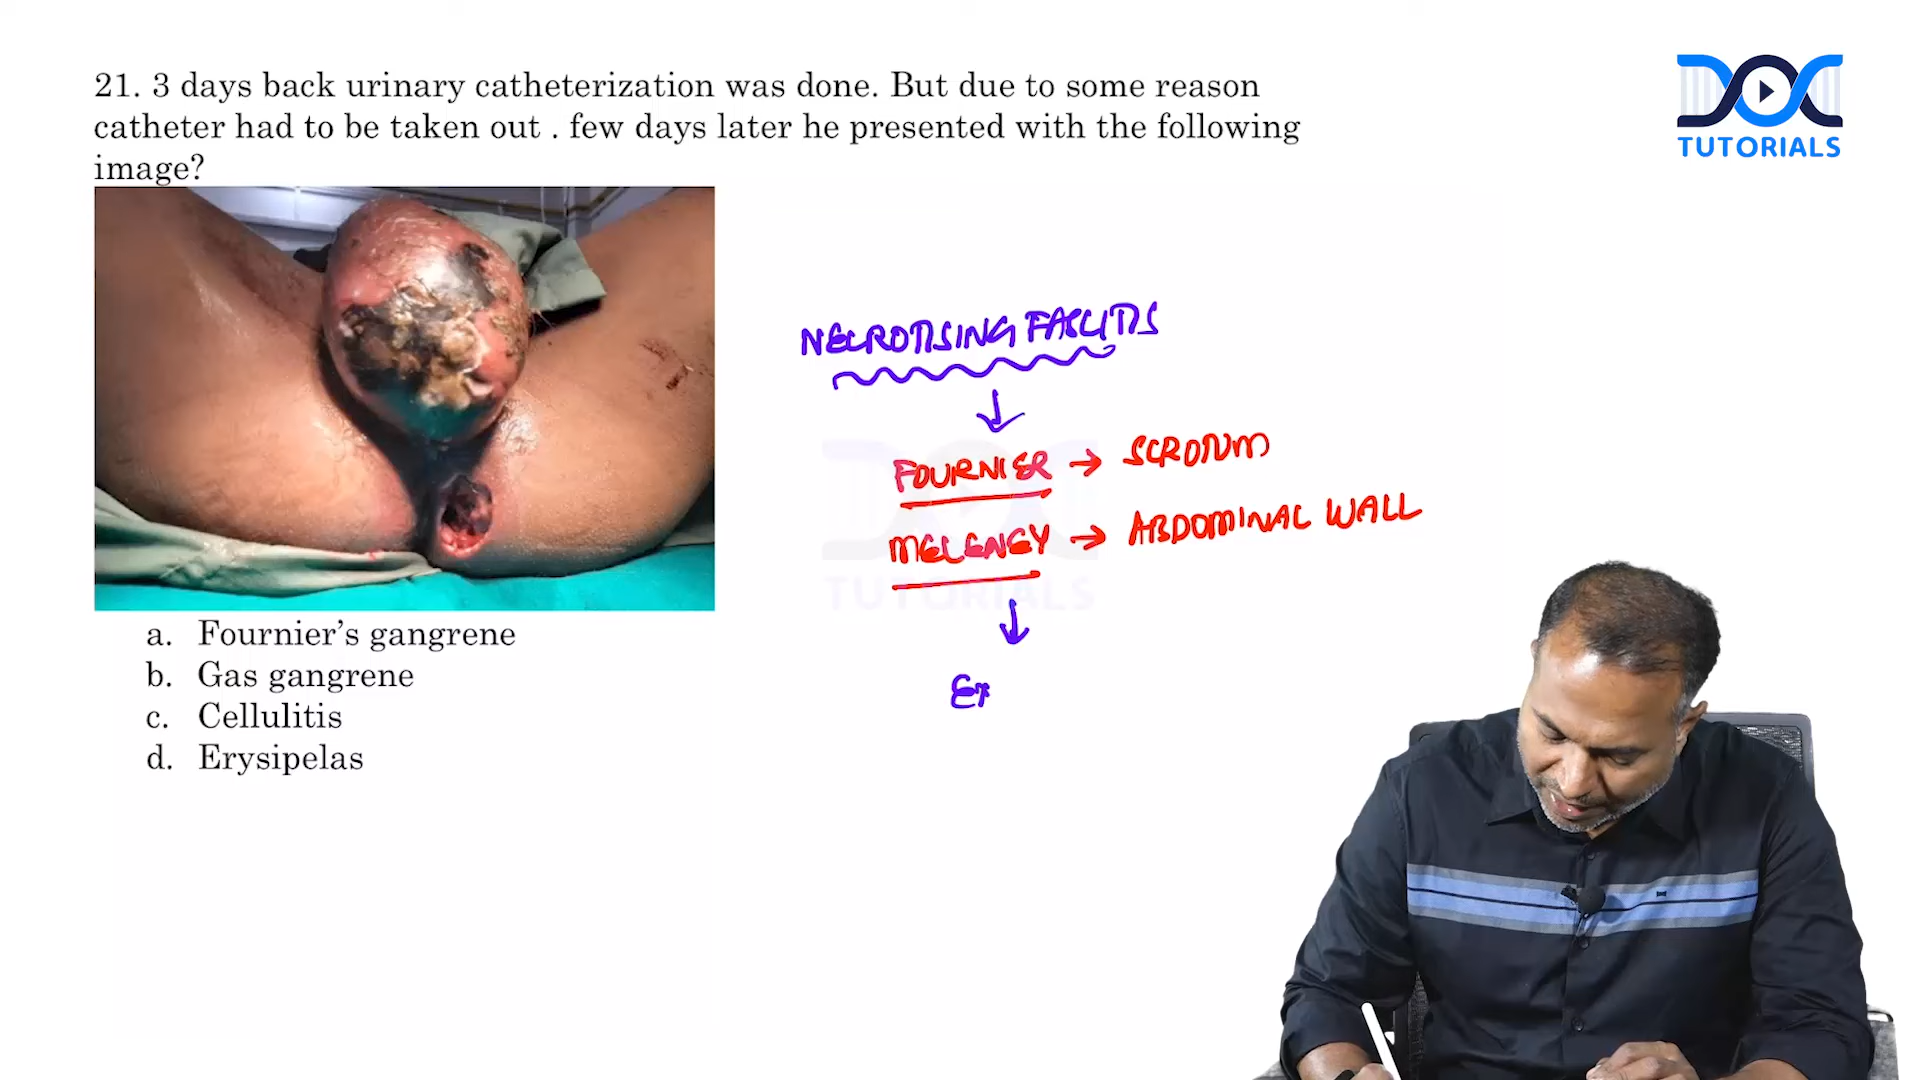 21. 3 days back urinary catheterization was done. But due to some reason
catheter had to be taken out . few days later he presented with the following
image?
TUTORIALS
NECROTISING FASCITIS
FOURNIER → SCROTUM
MELENEY → ABDOMINAL WALL
TUTORIALS
a. Fournier’s gangrene
b. Gas gangrene
c. Cellulitis
d. Erysipelas